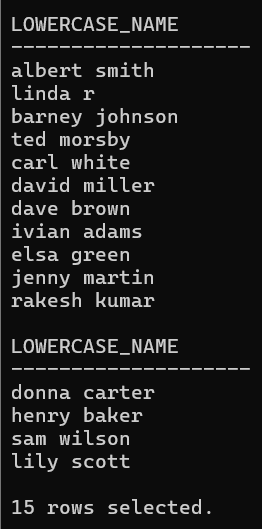 LOWERCASE_NAME
--------------------
albert smith
linda r
barney johnson
ted morsby
carl white
david miller
dave brown
ivian adams
elsa green
jenny martin
rakesh kumar
LOWERCASE_NAME
--------------------
donna carter
henry baker
sam wilson
lily scott
15 rows selected.